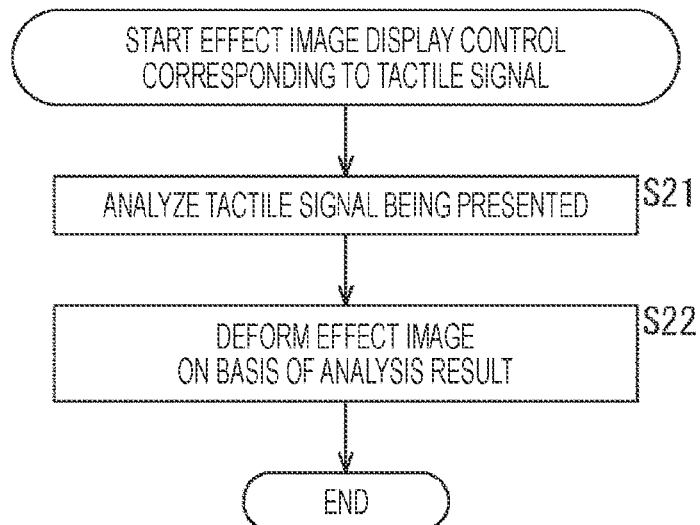 START EFFECT IMAGE DISPLAY CONTROL
CORRESPONDING TO TACTILE SIGNAL
ANALYZE TACTILE SIGNAL BEING PRESENTED
S21
DEFORM EFFECT IMAGE
ON BASIS OF ANALYSIS RESULT
S22
END